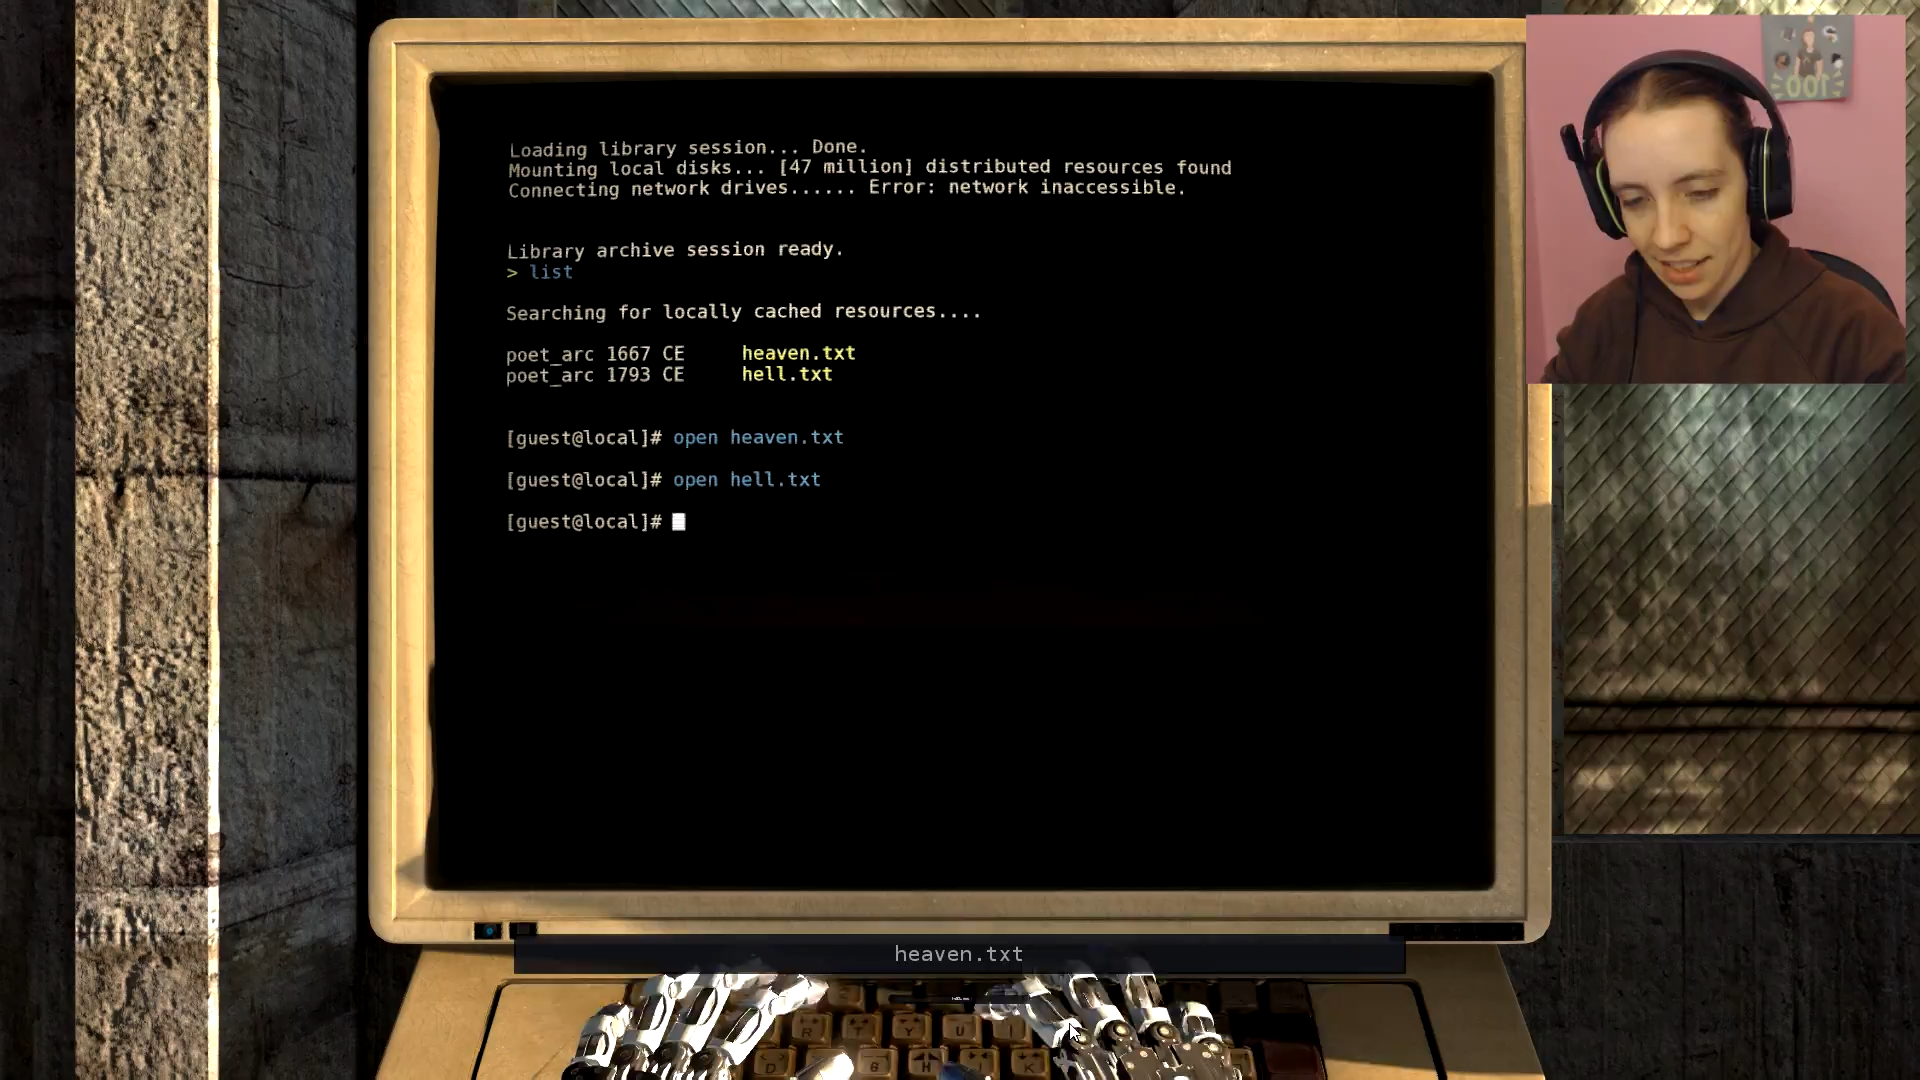 Loading library session... Done.
Mounting local disks... [47 million] distributed resources found
Connecting network drives...... Error: network inaccessible.
Library archive session ready.
> list
Searching for locally cached resources....
poet_arc 1667 CE heaven.txt
poet_arc 1793 CE hell.txt
[guest@local]# open heaven.txt
[guest@local]# open hell.txt
[guest@local]#
heaven.txt
R Y U I
D B H J K